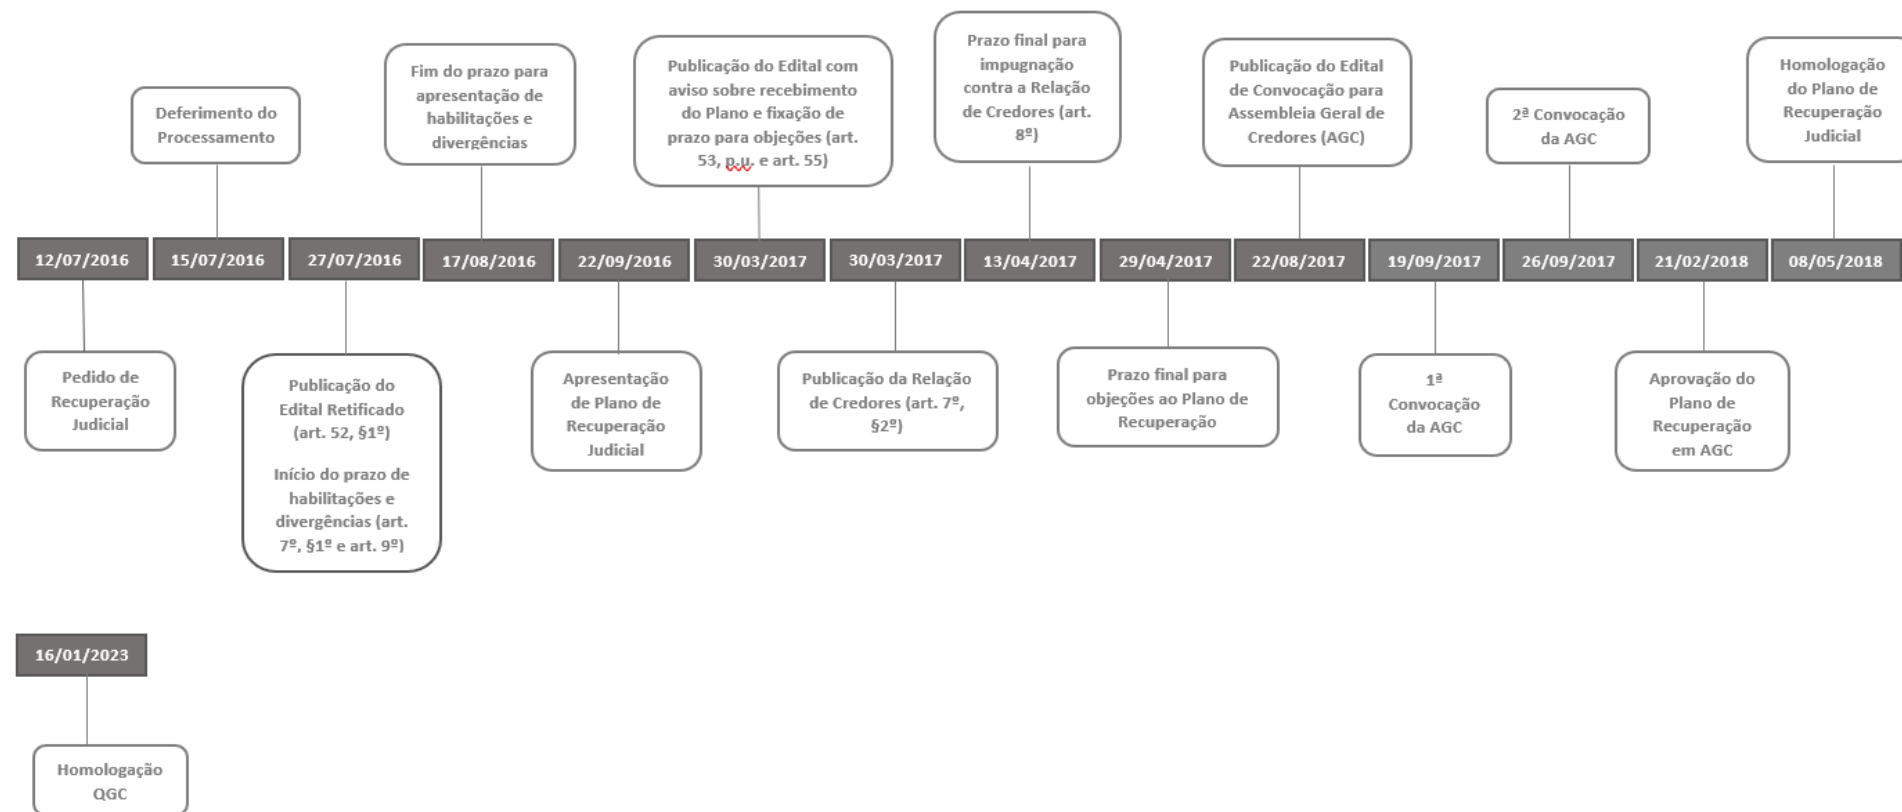 Deferimento do
Processamento
Fim do prazo para
apresentação de
habilitações e
divergências
Publicação do Edital com
aviso sobre recebimento
do Plano e fixação de
prazo para objeções (art.
53, p.u. e art. 55)
Prazo final para
impugnação
contra a Relação
de Credores (art.
8º)
Publicação do Edital
de Convocação para
Assembleia Geral de
Credores (AGC)
2ª Convocação
da AGC
Homologação
do Plano de
Recuperação
Judicial
12/07/2016
15/07/2016
27/07/2016
17/08/2016
22/09/2016
30/03/2017
30/03/2017
13/04/2017
29/04/2017
22/08/2017
19/09/2017
26/09/2017
21/02/2018
08/05/2018
Pedido de
Recuperação
Judicial
Publicação do
Edital Retificado
(art. 52, §1º)
Início do prazo de
habilitações e
divergências (art.
7º, §1º e art. 9º)
Apresentação
de Plano de
Recuperação
Judicial
Publicação da Relação
de Credores (art. 7º,
§2º)
Prazo final para
objeções ao Plano de
Recuperação
1ª
Convocação
da AGC
Aprovação do
Plano de
Recuperação
em AGC
16/01/2023
Homologação
QGC